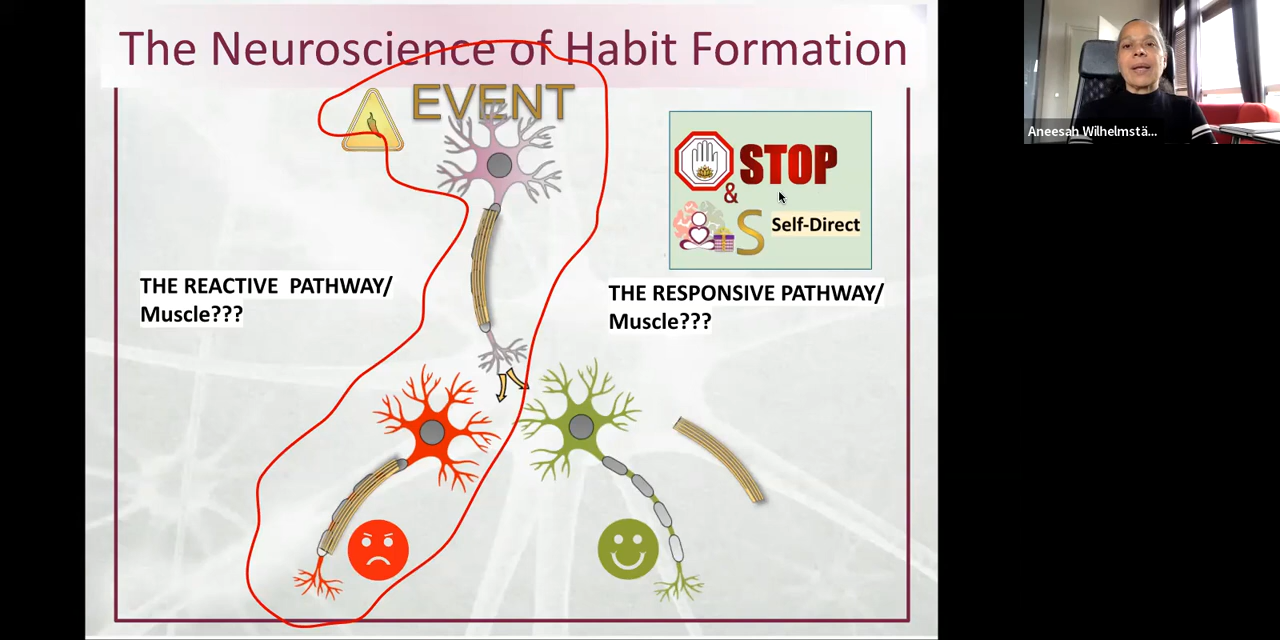 The Neuroscience of Habit Formation
EVENT
STOP
&
S Self-Direct
THE REACTIVE PATHWAY/
Muscle???
THE RESPONSIVE PATHWAY/
Muscle???
Aneesah Wilhelmstä...